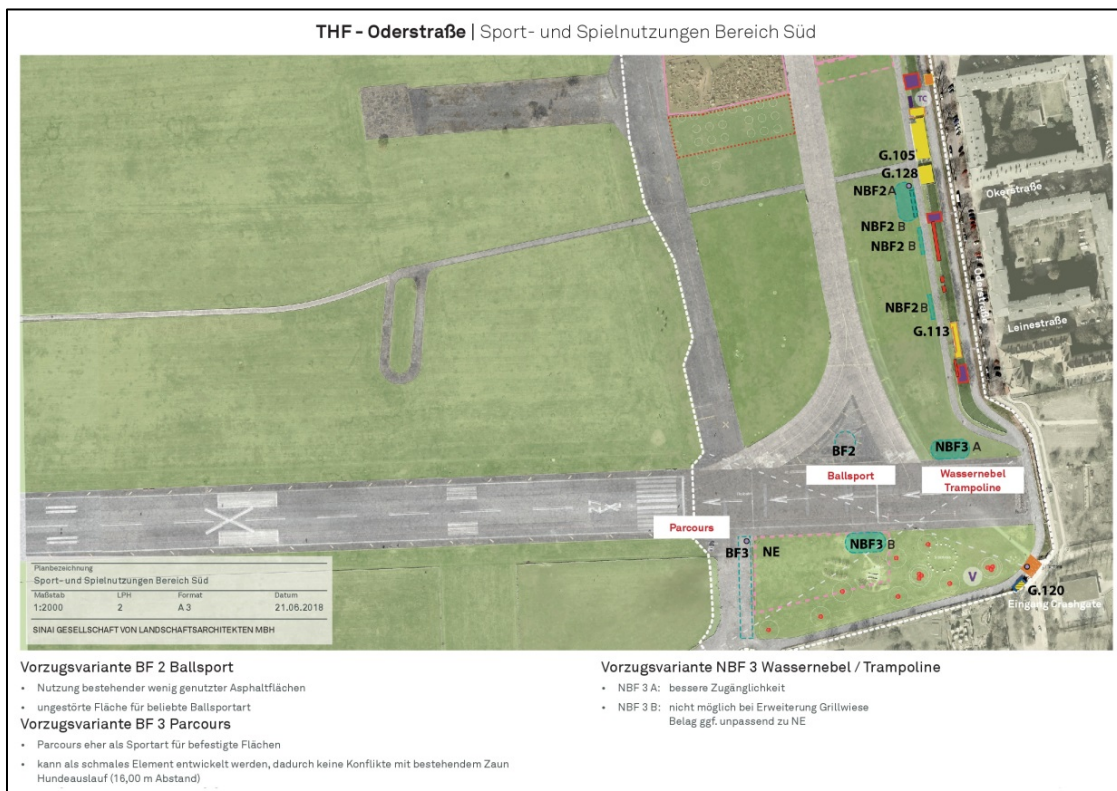 THF - Oderstraße | Sport- und Spielnutzungen Bereich Süd
TC
G.105
G.128
Okerstraße
NBF2 A
NBF2 B
NBF2 B
Oderstraße
NBF2 B
Leinestraße
G.113
BF2
NBF3 A
Ballsport
Wassernebel
Trampoline
Parcours
BF3
NE
NBF3 B
V
G.120
Eingang Crashgate
Planbezeichnung
Sport- und Spielnutzungen Bereich Süd
Maßstab LPH Format Datum
1:2000 2 A 3 21.06.2018
SINAI GESELLSCHAFT VON LANDSCHAFTSARCHITEKTEN MBH
Vorzugsvariante BF 2 Ballsport
• Nutzung bestehender wenig genutzter Asphaltflächen
• ungestörte Fläche für beliebte Ballsportart
Vorzugsvariante BF 3 Parcours
• Parcours eher als Sportart für befestigte Flächen
• kann als schmales Element entwickelt werden, dadurch keine Konflikte mit bestehendem Zaun
Hundeauslauf (16,00 m Abstand)
Vorzugsvariante NBF 3 Wassernebel / Trampoline
• NBF 3 A: bessere Zugänglichkeit
• NBF 3 B: nicht möglich bei Erweiterung Grillwiese
Belag ggf. unpassend zu NE